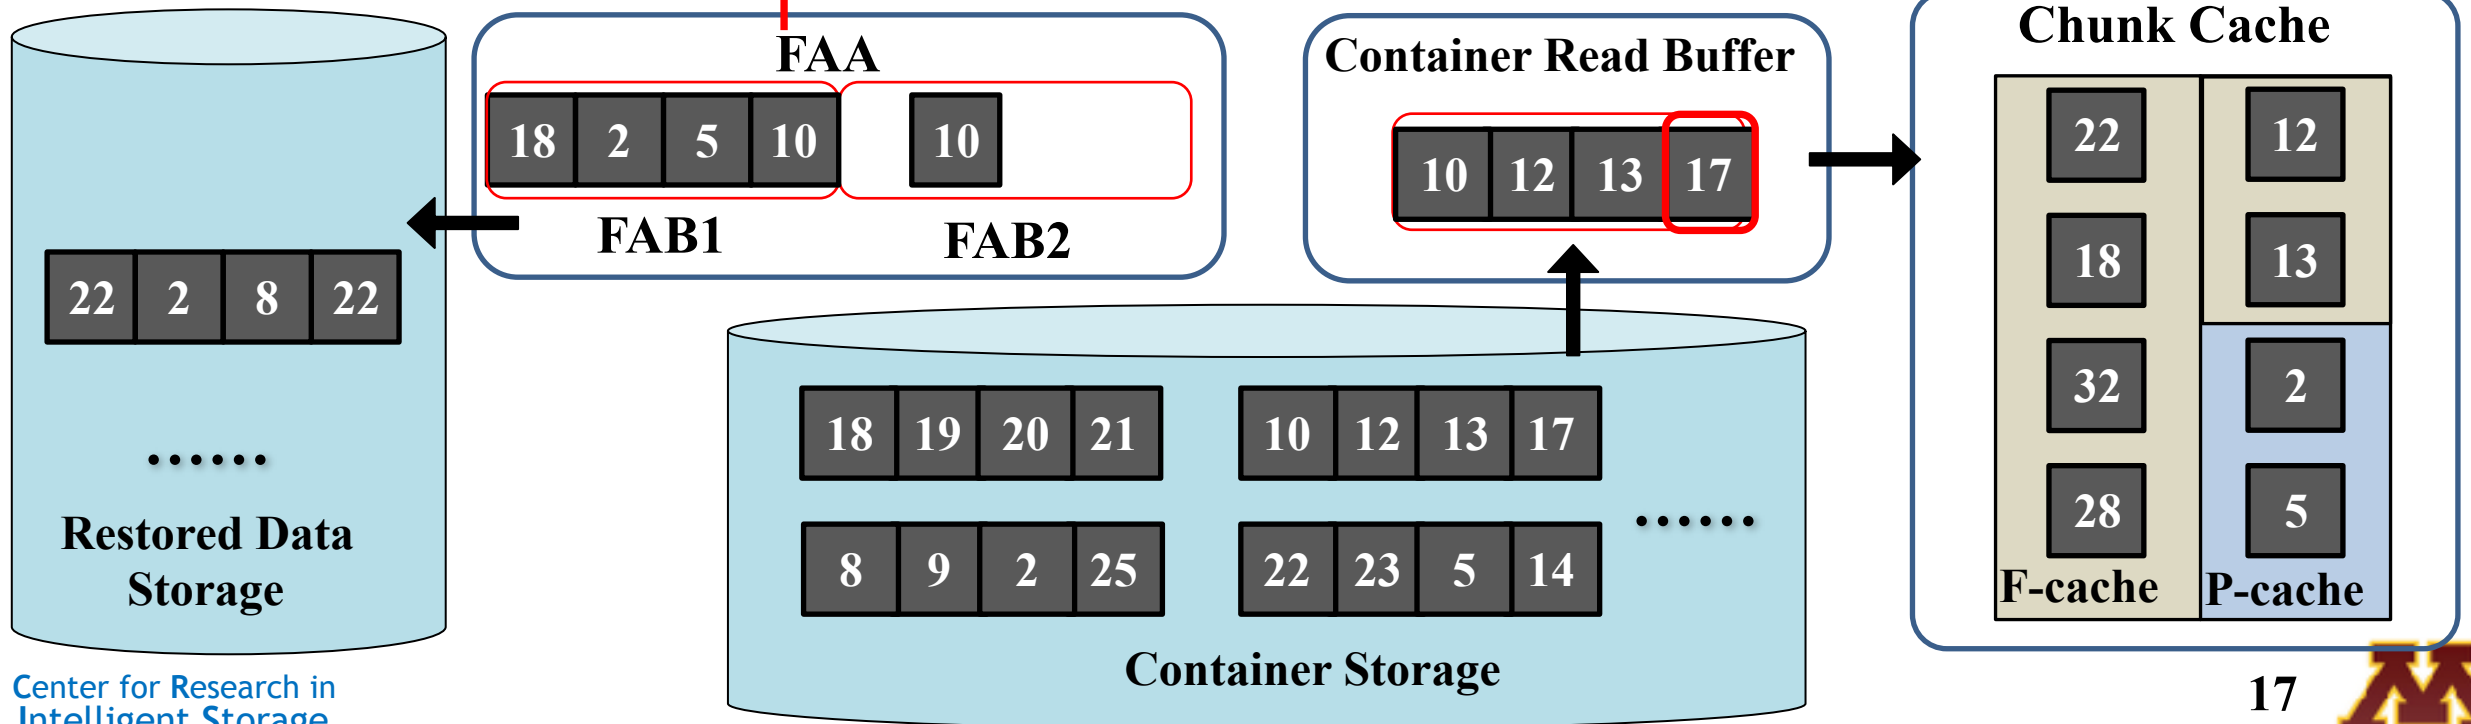 FAA
18 2 5 10
10
FAB1
FAB2
Container Read Buffer
10 12 13 17
Chunk Cache
22 12
18 13
32 2
28 5
F-cache
P-cache
22 2 8 22
......
Restored Data
Storage
18 19 20 21
10 12 13 17
8 9 2 25
22 23 5 14
......
Container Storage
Center for Research in
Intelligent Storage
17